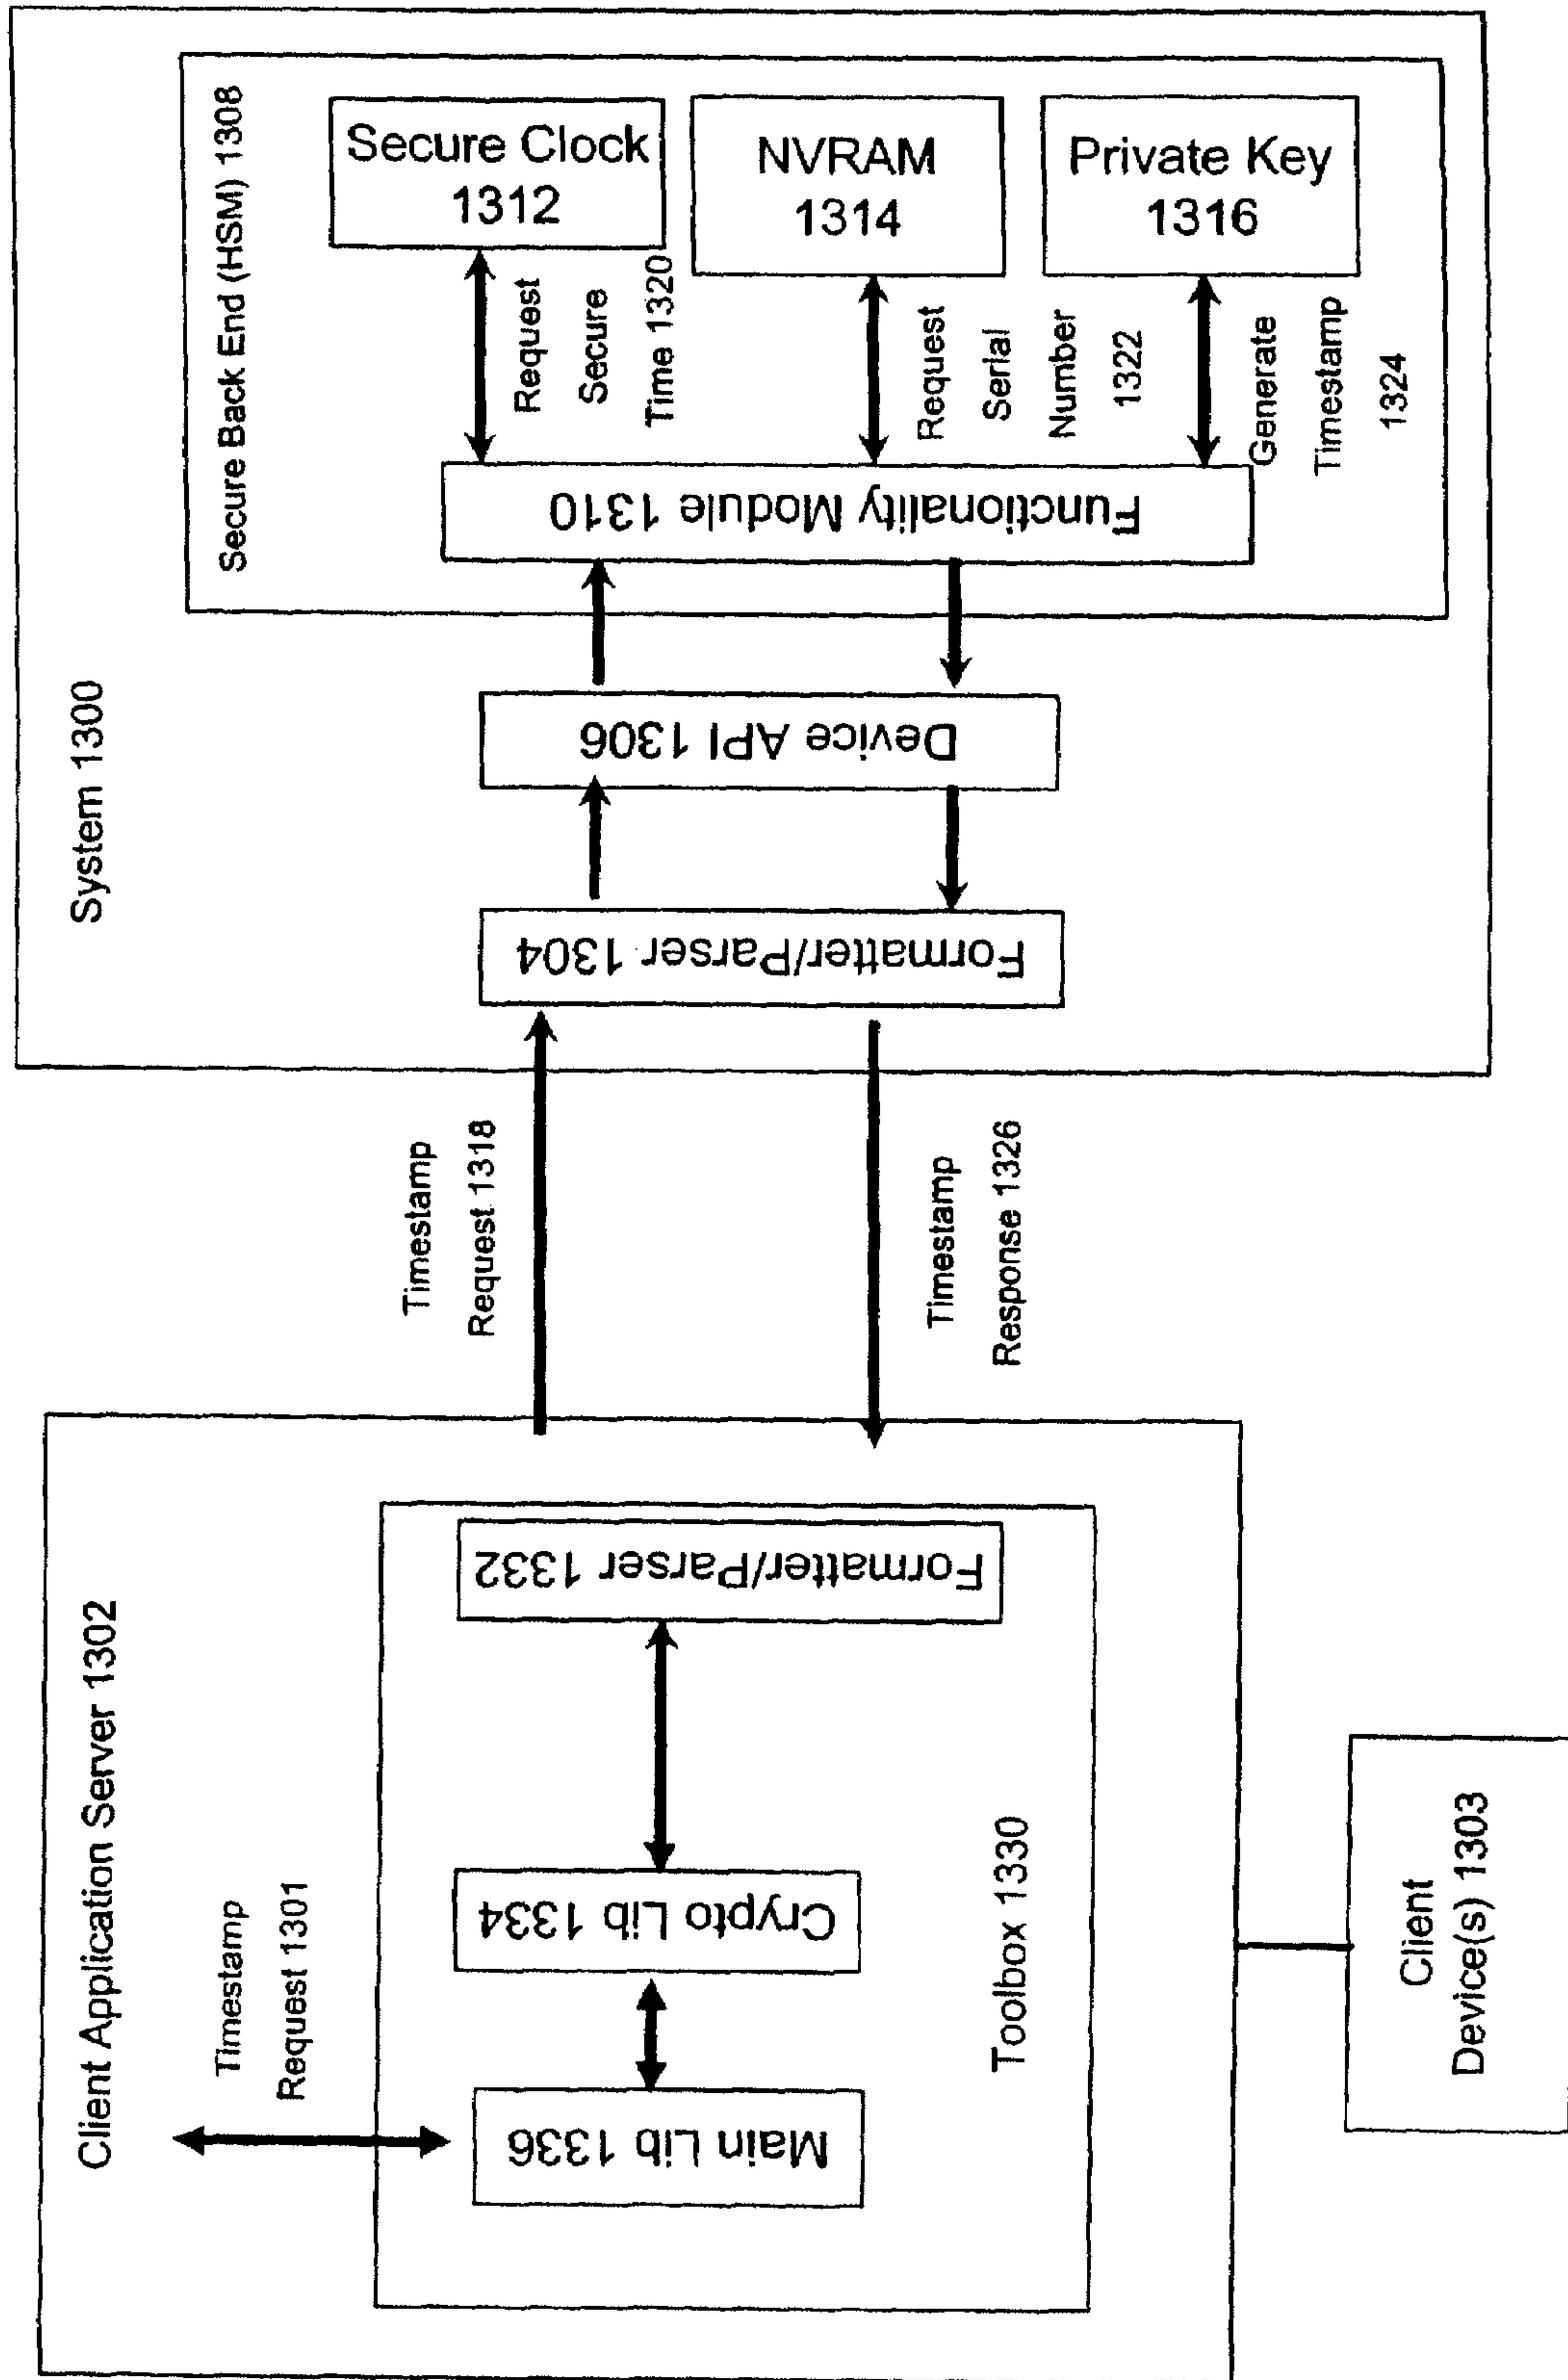 System 1300
Secure Back End (HSM) 1308
Secure Clock
1312
NVRAM
1314
Private Key
1316
Request
Secure
Time 1320
Request
Serial
Number
1322
Generate
Timestamp
1324
Functionality Module 1310
Device API 1306
Formatter/Parser 1304
Timestamp
Request 1318
Timestamp
Response 1326
Client Application Server 1302
Timestamp
Request 1301
Formatter/Parser 1332
Crypto Lib 1334
Main Lib 1336
Toolbox 1330
Client
Device(s) 1303